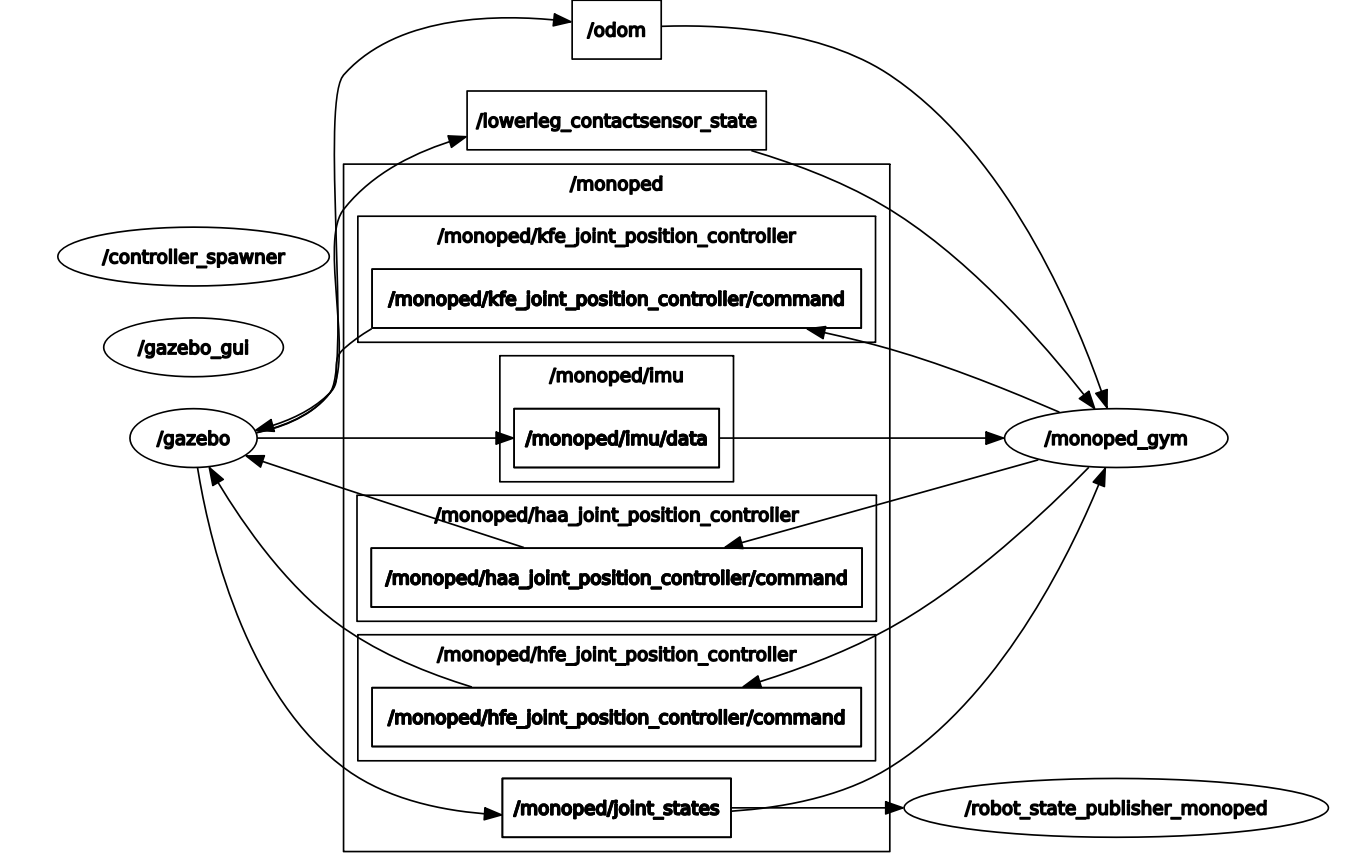 /odom
/lowerleg_contactsensor_state
/monoped
/monoped/kfe_joint_position_controller
/controller_spawner
/monoped/kfe_joint_position_controller/command
/gazebo_gui
/monoped/imu
/gazebo
/monoped/imu/data
/monoped_gym
/monoped/haa_joint_position_controller
/monoped/haa_joint_position_controller/command
/monoped/hfe_joint_position_controller
/monoped/hfe_joint_position_controller/command
/monoped/joint_states
/robot_state_publisher_monoped